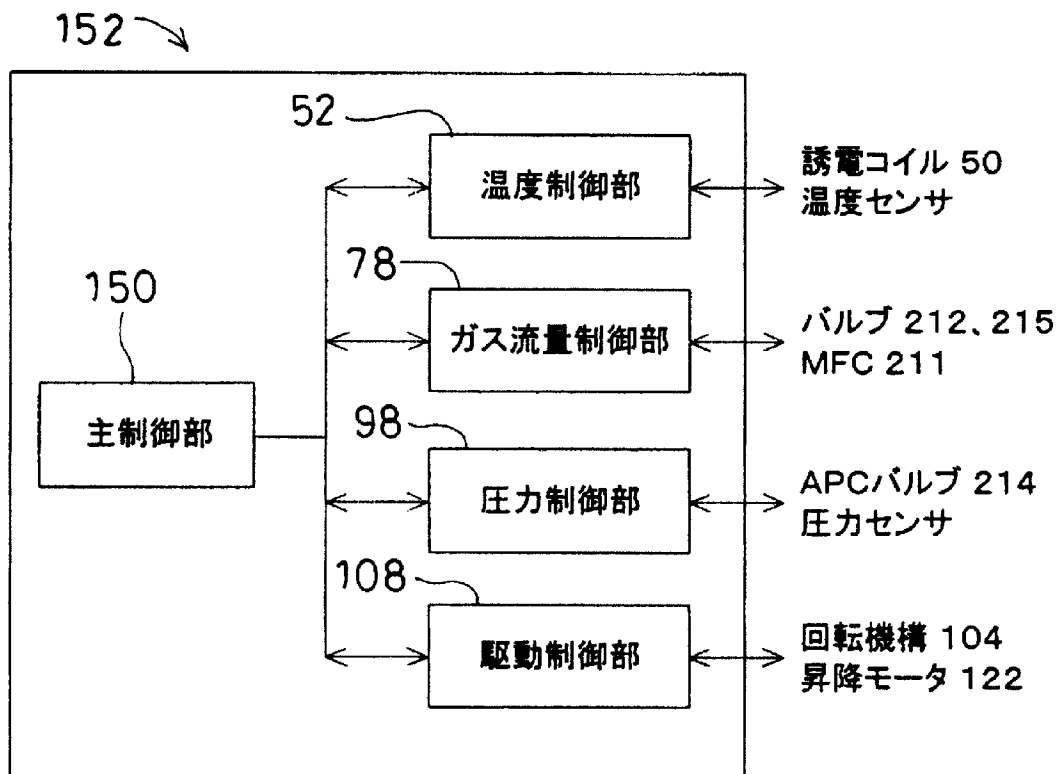 152
52
温度制御部
誘電コイル 50
温度センサ
78
ガス流量制御部
バルブ 212、215
MFC 211
150
主制御部
98
圧力制御部
APCバルブ 214
圧力センサ
108
駆動制御部
回転機構 104
昇降モータ 122